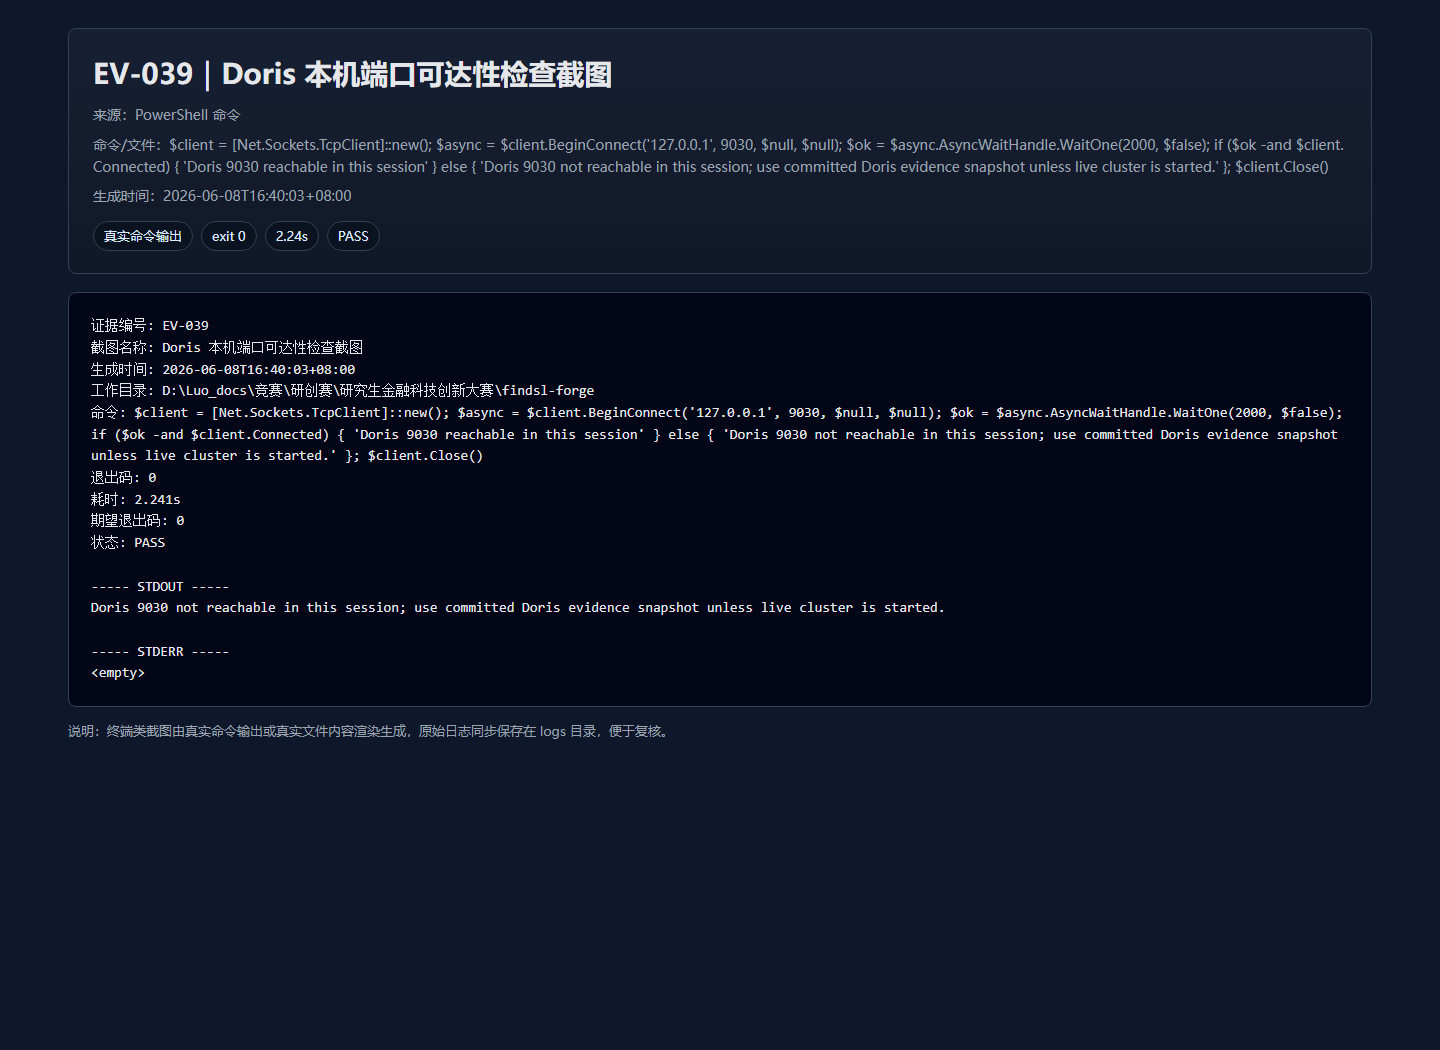 EV-039｜Doris 本机端口可达性检查截图
来源：PowerShell 命令
命令/文件：$client = [Net.Sockets.TcpClient]::new(); $async = $client.BeginConnect('127.0.0.1', 9030, $null, $null); $ok = $async.AsyncWaitHandle.WaitOne(2000, $false); if ($ok -and $client.
Connected) { 'Doris 9030 reachable in this session' } else { 'Doris 9030 not reachable in this session; use committed Doris evidence snapshot unless live cluster is started.' }; $client.Close()
生成时间：2026-06-08T16:40:03+08:00
真实命令输出 exit 0 2.24s PASS
证据编号: EV-039
截图名称: Doris 本机端口可达性检查截图
生成时间: 2026-06-08T16:40:03+08:00
工作目录: D:\Luo_docs\竞赛\研创赛\研究生金融科技创新大赛\findsl-forge
命令: $client = [Net.Sockets.TcpClient]::new(); $async = $client.BeginConnect('127.0.0.1', 9030, $null, $null); $ok = $async.AsyncWaitHandle.WaitOne(2000, $false);
if ($ok -and $client.Connected) { 'Doris 9030 reachable in this session' } else { 'Doris 9030 not reachable in this session; use committed Doris evidence snapshot
unless live cluster is started.' }; $client.Close()
退出码: 0
耗时: 2.241s
期望退出码: 0
状态: PASS
----- STDOUT -----
Doris 9030 not reachable in this session; use committed Doris evidence snapshot unless live cluster is started.
----- STDERR -----
<empty>
说明：终端类截图由真实命令输出或真实文件内容渲染生成，原始日志同步保存在 logs 目录，便于复核。